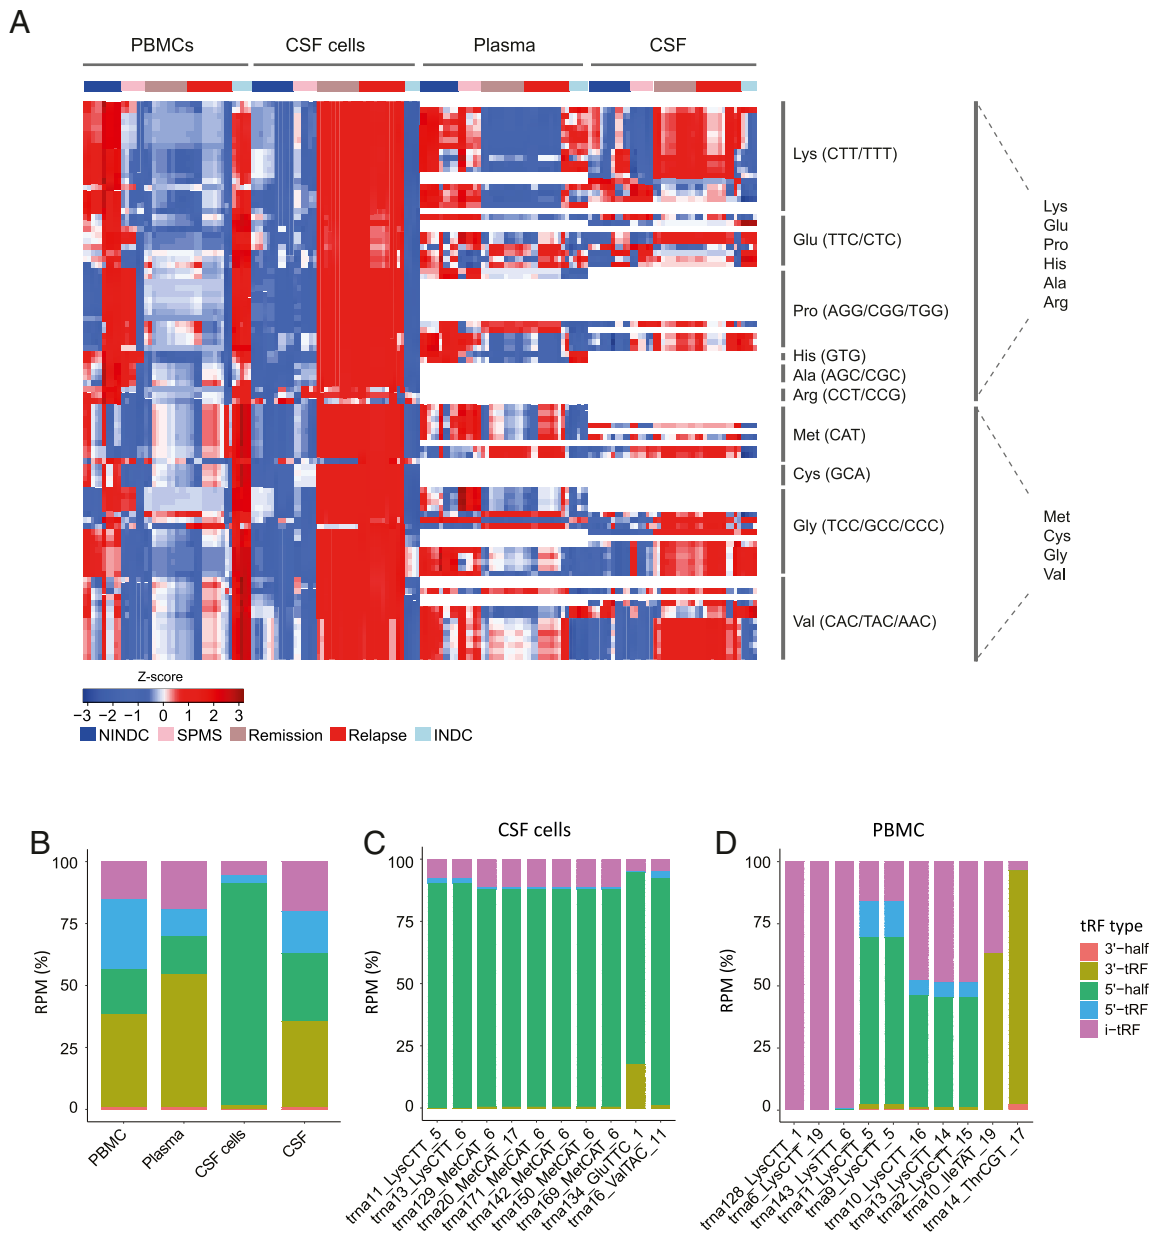 A
PBMCs
CSF cells
Plasma
CSF
Lys (CTT/TTT)
Glu (TTC/CTC)
Pro (AGG/CGG/TGG)
His (GTG)
Ala (AGC/CGC)
Arg (CCT/CCG)
Met (CAT)
Cys (GCA)
Gly (TCC/GCC/CCC)
Val (CAC/TAC/AAC)
Lys
Glu
Pro
His
Ala
Arg
Met
Cys
Gly
Val
Z-score
−3 −2 −1 0 1 2 3
NINDC SPMS Remission Relapse INDC
B
RPM (%)
100
75
50
25
0
PBMC
Plasma
CSF cells
CSF
C
CSF cells
RPM (%)
100
75
50
25
0
trna11_LysCTT_5
trna13_LysCTT_6
trna129_MetCAT_6
trna20_MetCAT_17
trna171_MetCAT_6
trna142_MetCAT_6
trna150_MetCAT_6
trna169_MetCAT_6
trna134_GluTTC_1
trna16_ValTAC_11
D
PBMC
RPM (%)
100
75
50
25
0
trna128_LysCTT_1
trna6_LysCTT_19
trna143_LysTTT_6
trna11_LysCTT_5
trna9_LysCTT_5
trna10_LysCTT_16
trna13_LysCTT_14
trna2_LysCTT_15
trna10_IleTAT_19
trna14_ThrCGT_17
tRF type
3'−half
3'−tRF
5'−half
5'−tRF
i−tRF